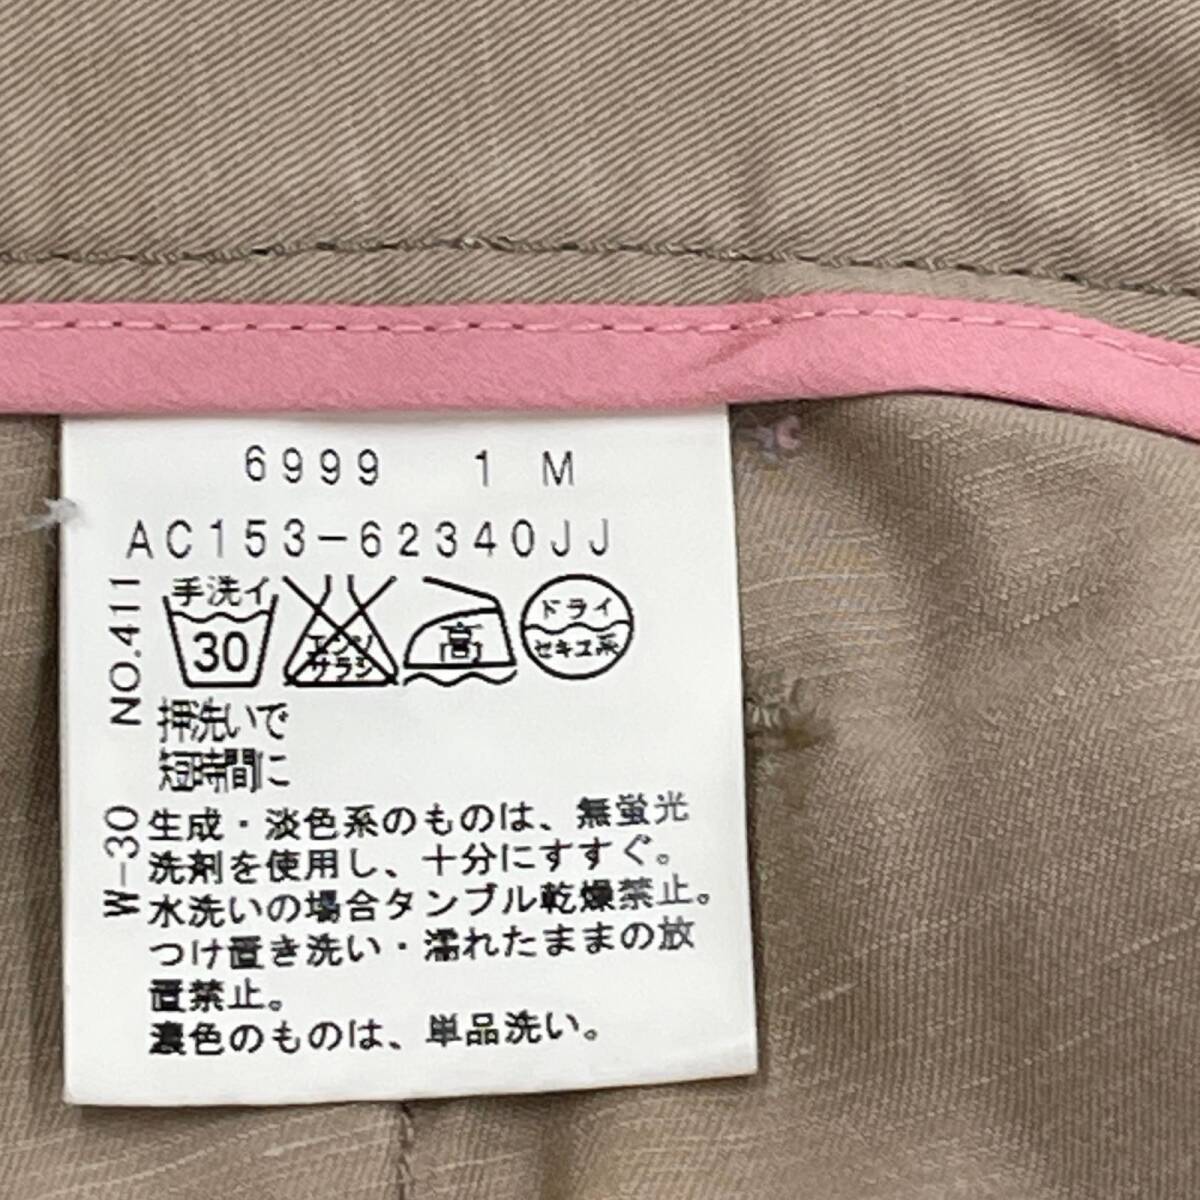 6999 1 M
AC153-62340JJ
NO.411
手洗イ
30
エンソ
サラシ
高
ドライ
セキユ系
押洗いで
短時間に
W-30
生成・淡色系のものは、無蛍光
洗剤を使用し、十分にすすぐ。
水洗いの場合タンブル乾燥禁止。
つけ置き洗い・濡れたままの放
置禁止。
濃色のものは、単品洗い。